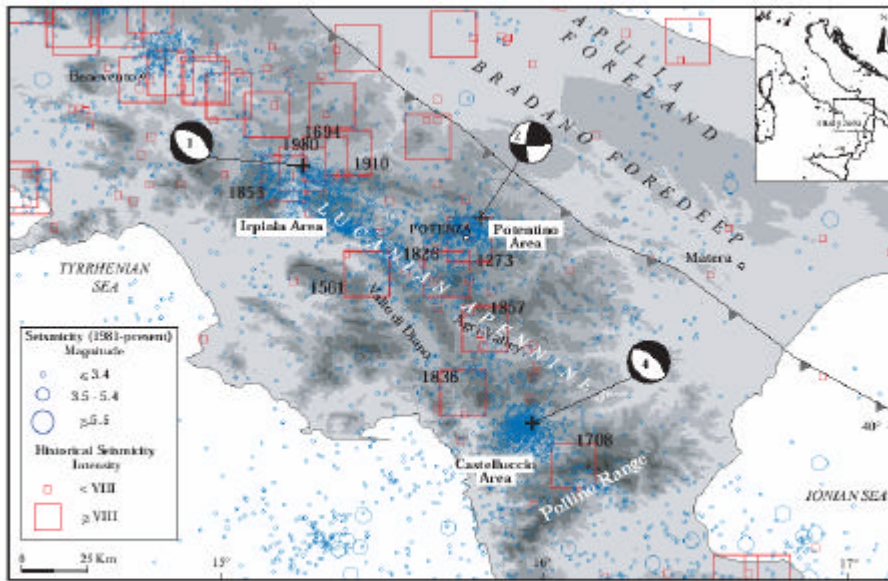 APULIA
FORELAND
BRADANO FOREDEEP
Benevento
1
1694
1980
1910
1853
Irpinia Area
LUCANIAN APENNINES
POTENZA
Potentino
Area
Matera
TYRRHENIAN
SEA
1826
1273
1561
Vallo di Diano
1857
Agri Valley
4
1836
40°
1708
Castelluccio
Area
Pollino Range
IONIAN SEA
Seismicity (1981-present)
Magnitude
⩽ 3.4
3.5 - 5.4
⩾ 5.5
Historical Seismicity
Intensity
< VIII
⩾ VIII
0 25 Km
15°
16°
17°